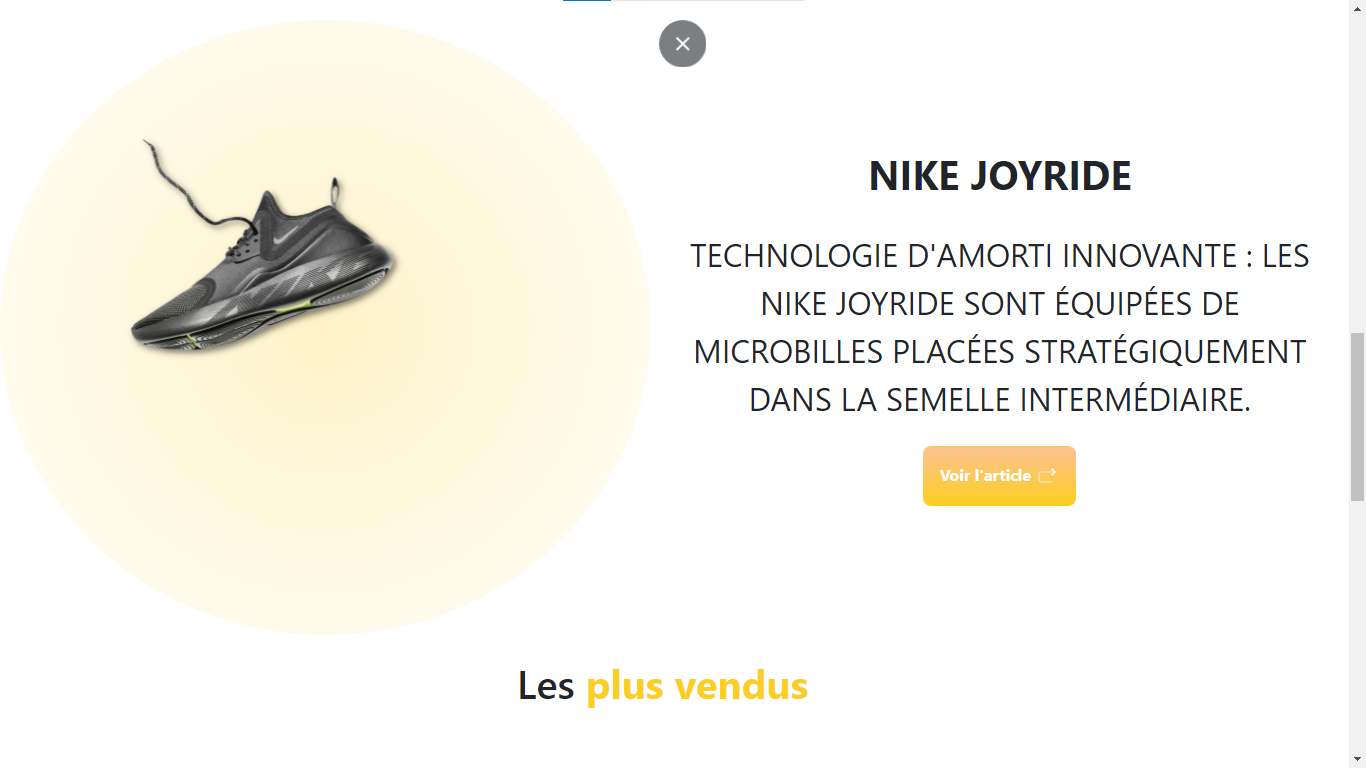 NIKE JOYRIDE
TECHNOLOGIE D'AMORTI INNOVANTE : LES
NIKE JOYRIDE SONT ÉQUIPÉES DE
MICROBILLES PLACÉES STRATÉGIQUEMENT
DANS LA SEMELLE INTERMÉDIAIRE.
Voir l'article
Les plus vendus